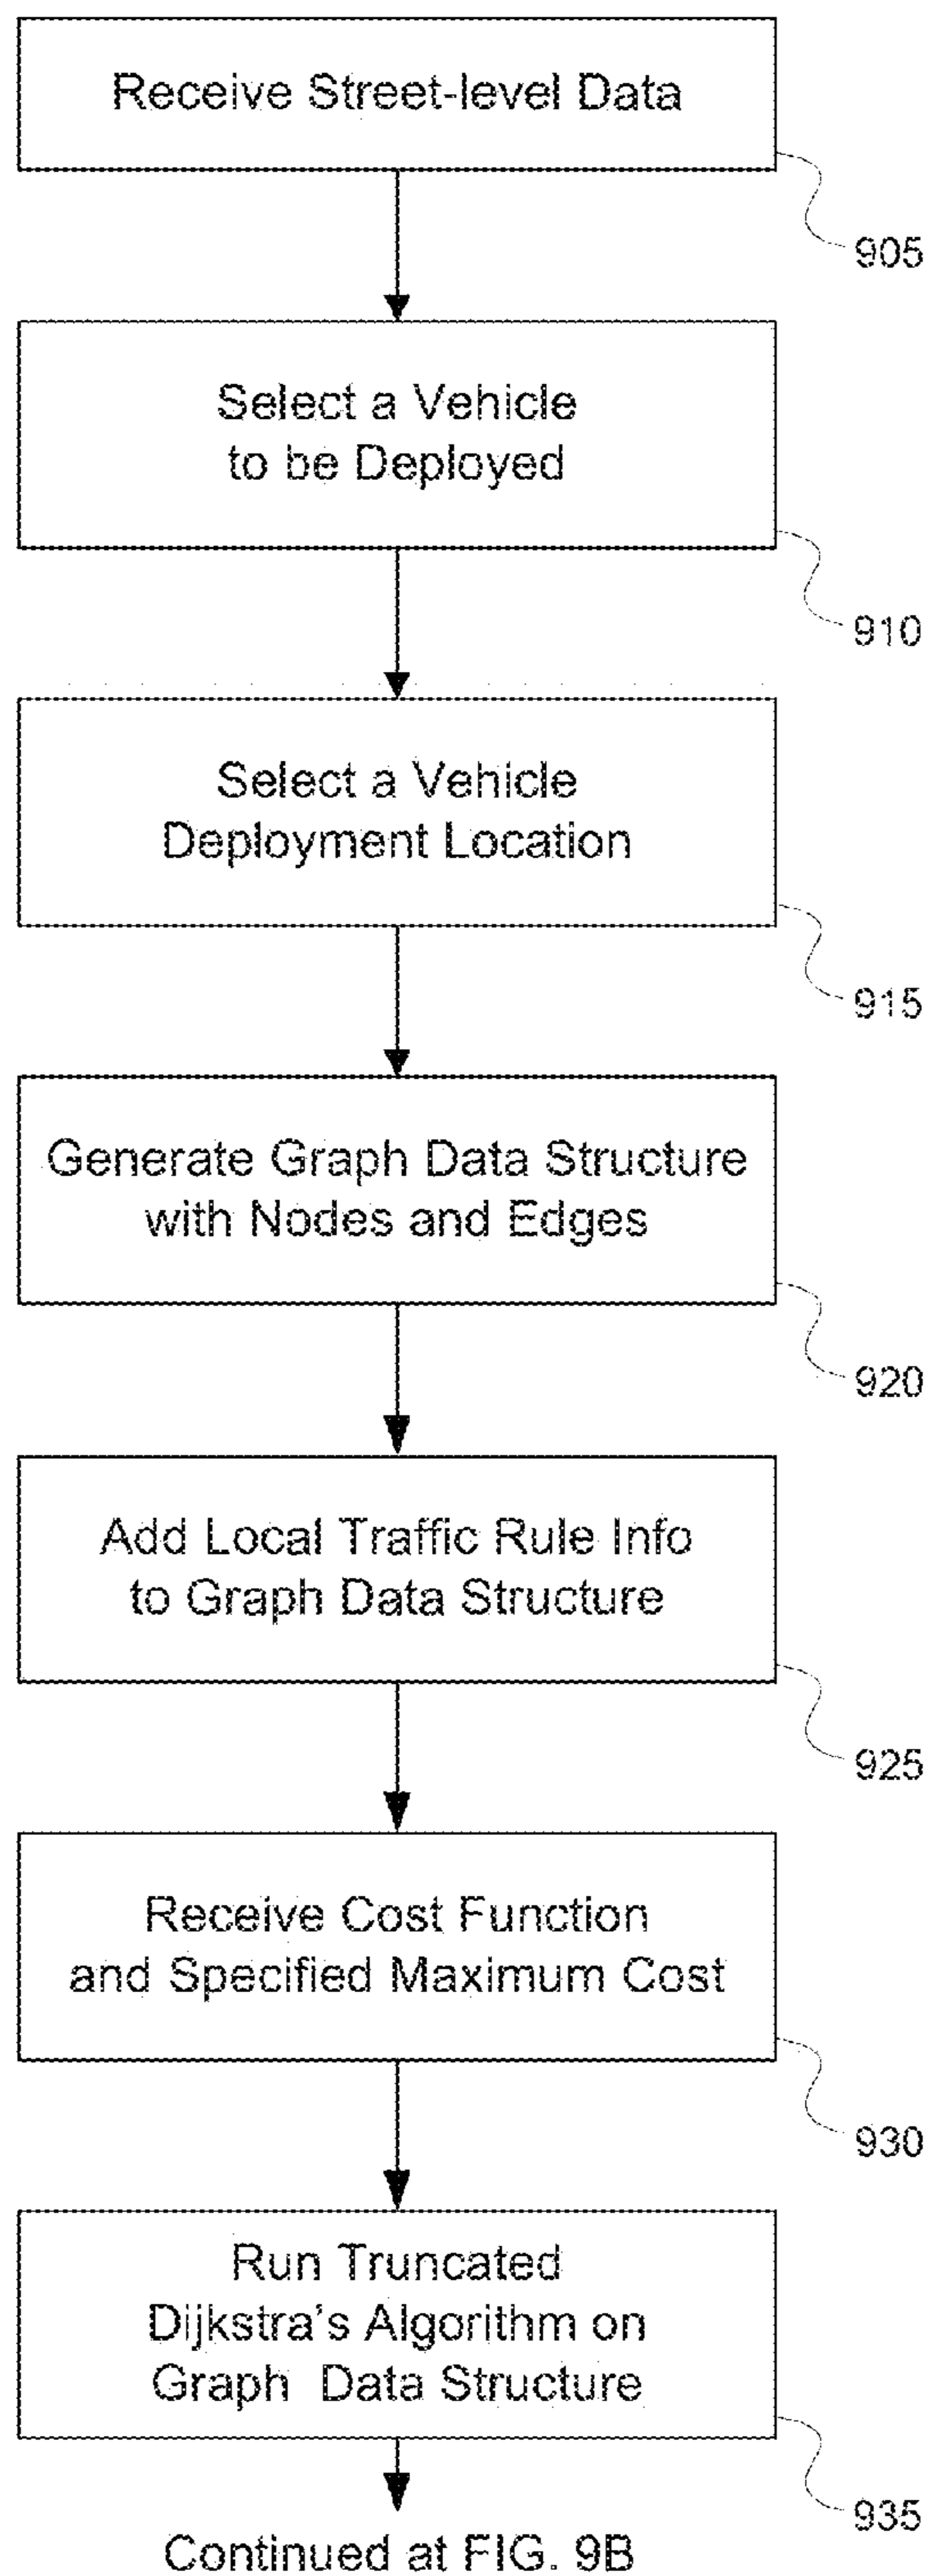 Receive Street-level Data
905
Select a Vehicle
to be Deployed
910
Select a Vehicle
Deployment Location
915
Generate Graph Data Structure
with Nodes and Edges
920
Add Local Traffic Rule Info
to Graph Data Structure
925
Receive Cost Function
and Specified Maximum Cost
930
Run Truncated
Dijkstra's Algorithm on
Graph Data Structure
935
Continued at FIG. 9B